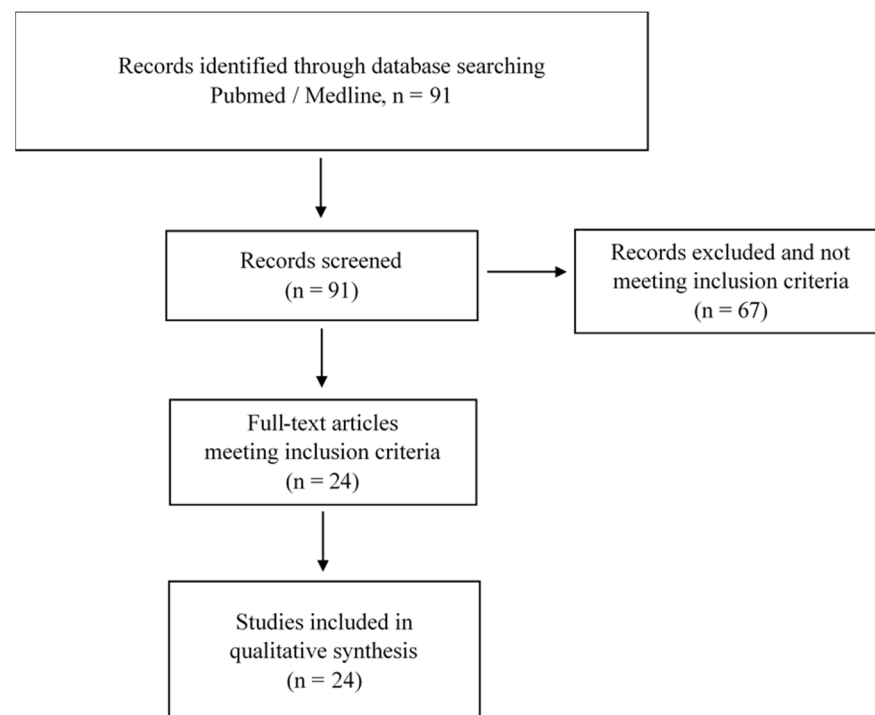 Records identified through database searching
Pubmed / Medline, n = 91
Records screened
(n = 91)
Records excluded and not
meeting inclusion criteria
(n = 67)
Full-text articles
meeting inclusion criteria
(n = 24)
Studies included in
qualitative synthesis
(n = 24)